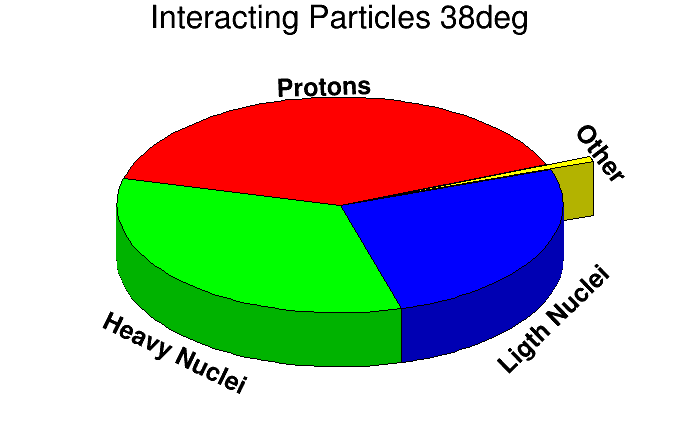 Interacting Particles 38deg
Protons
Other
Ligth Nuclei
Heavy Nuclei